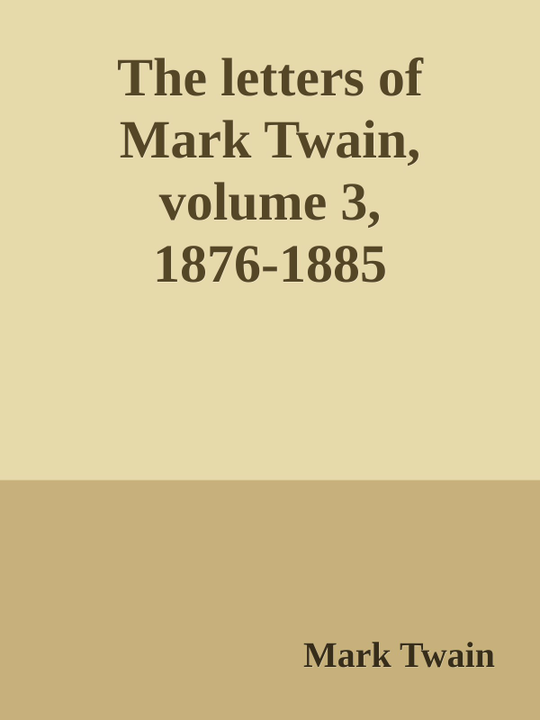 The letters of
Mark Twain,
volume 3,
1876-1885
Mark Twain